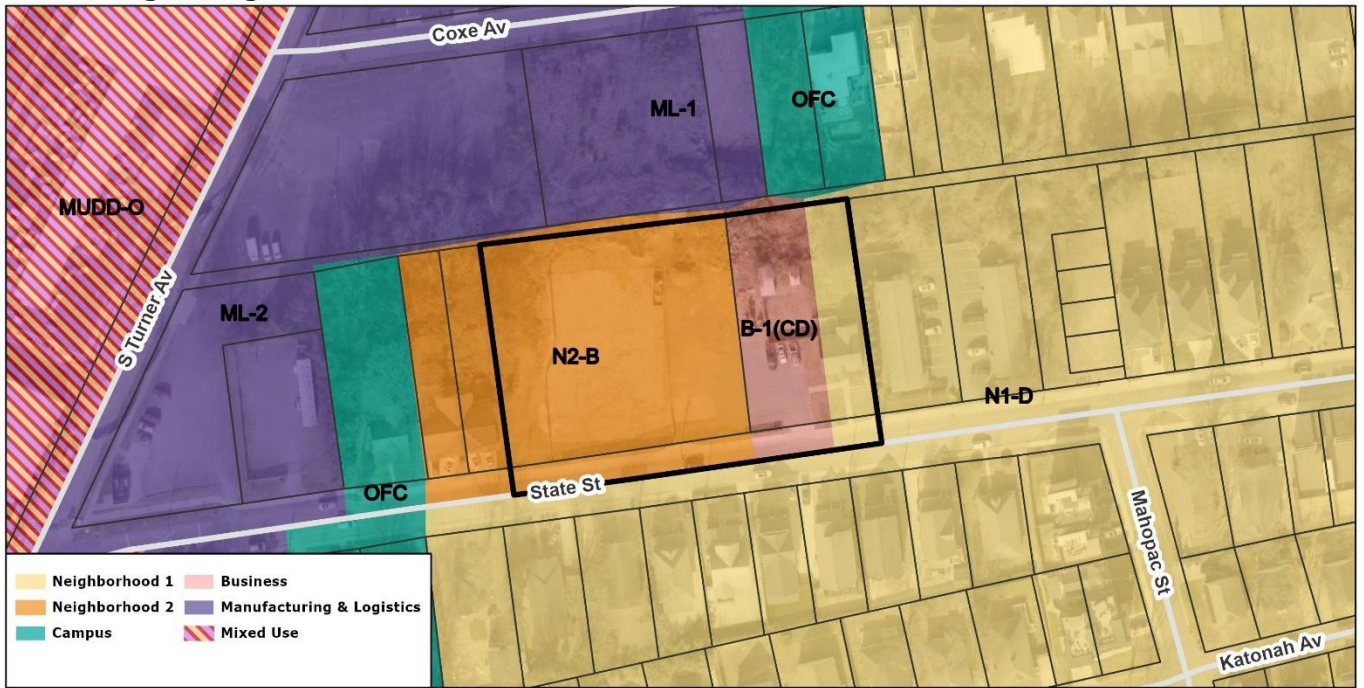 Coxe Av
ML-1
OFC
MUDD-O
S Turner Av
ML-2
N2-B
B-1(CD)
N1-D
OFC
State St
Mahopac St
Katonah Av
Neighborhood 1
Neighborhood 2
Campus
Business
Manufacturing & Logistics
Mixed Use